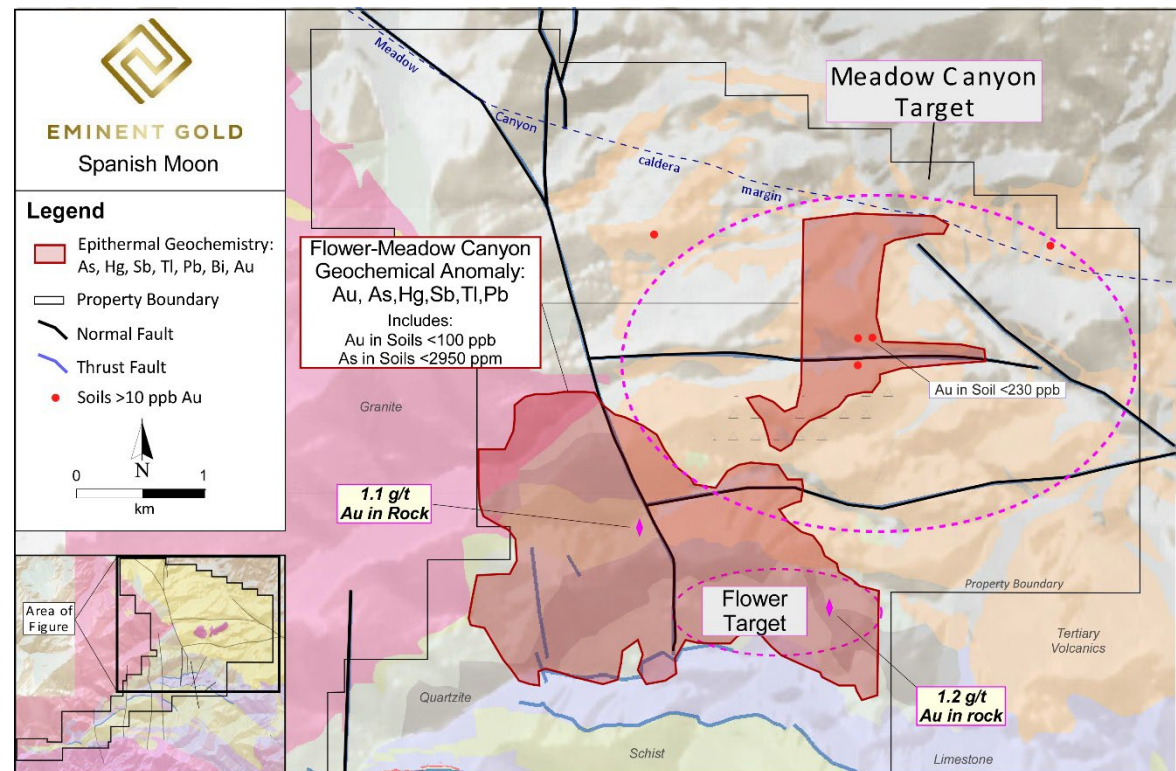 EMINENT GOLD
Spanish Moon
Legend
Epithermal Geochemistry:
As, Hg, Sb, Tl, Pb, Bi, Au
Property Boundary
Normal Fault
Thrust Fault
Soils >10 ppb Au
N
0 1
km
Area of
Figure
Meadow
Canyon
caldera
margin
Meadow Canyon
Target
Flower-Meadow Canyon
Geochemical Anomaly:
Au, As,Hg,Sb,Tl,Pb
Includes:
Au in Soils <100 ppb
As in Soils <2950 ppm
Au in Soil <230 ppb
Granite
1.1 g/t
Au in Rock
Flower
Target
Property Boundary
Tertiary
Volcanics
1.2 g/t
Au in rock
Quartzite
Schist
Limestone